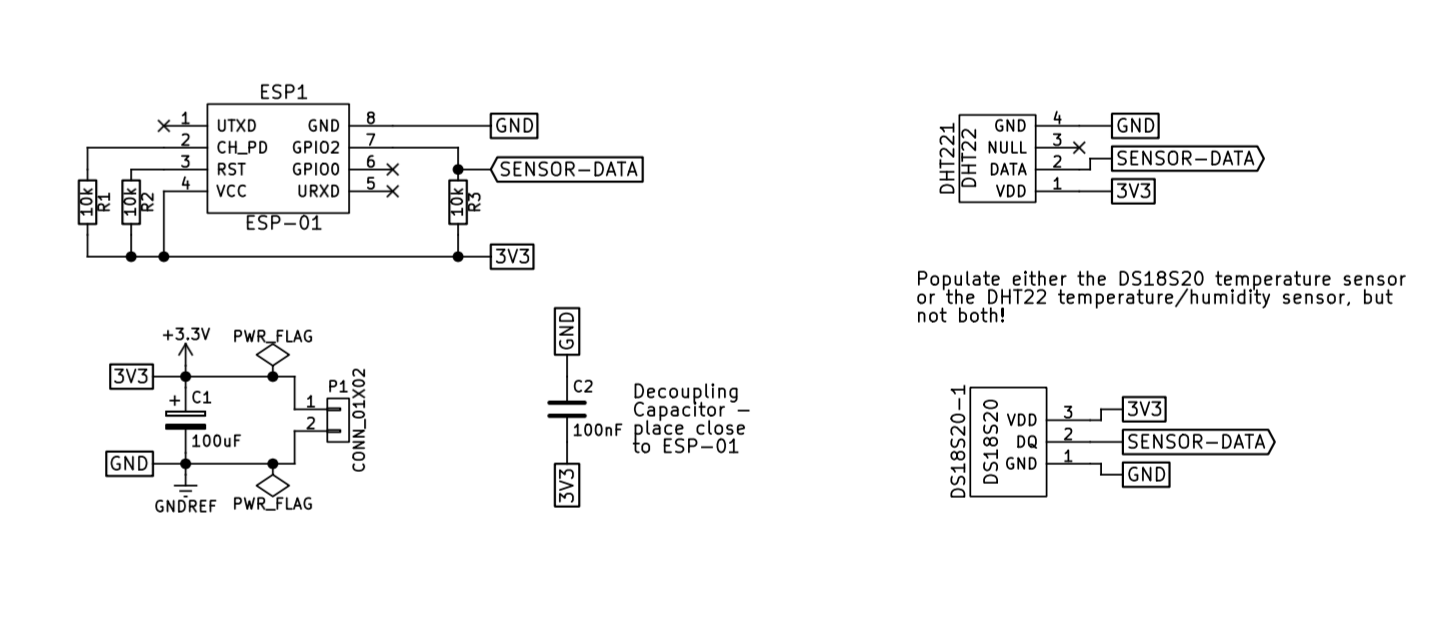 ESP1
1 UTXD GND 8 GND
2 CH_PD GPIO2 7
3 RST GPIO0 6 SENSOR-DATA
4 VCC URXD 5
10k R1 10k R2 10k R3
ESP-01
3V3
+3.3V PWR_FLAG
3V3
P1
C1
+
1
2
CONN_01X02
100uF
GND
GNDREF PWR_FLAG
GND
C2
100nF
3V3
Decoupling
Capacitor -
place close
to ESP-01
DHT221
DHT22
GND 4 GND
NULL 3
DATA 2 SENSOR-DATA
VDD 1 3V3
Populate either the DS18S20 temperature sensor
or the DHT22 temperature/humidity sensor, but
not both!
DS18S20-1
DS18S20
VDD 3 3V3
DQ 2 SENSOR-DATA
GND 1 GND